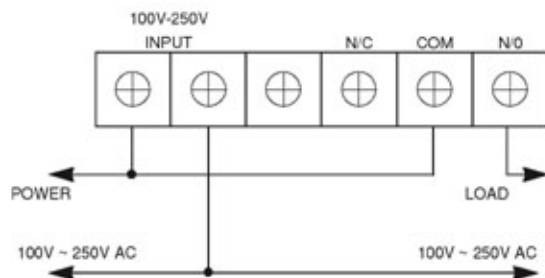 100V-250V
INPUT N/C COM N/0
POWER LOAD
100V ~ 250V AC 100V ~ 250V AC